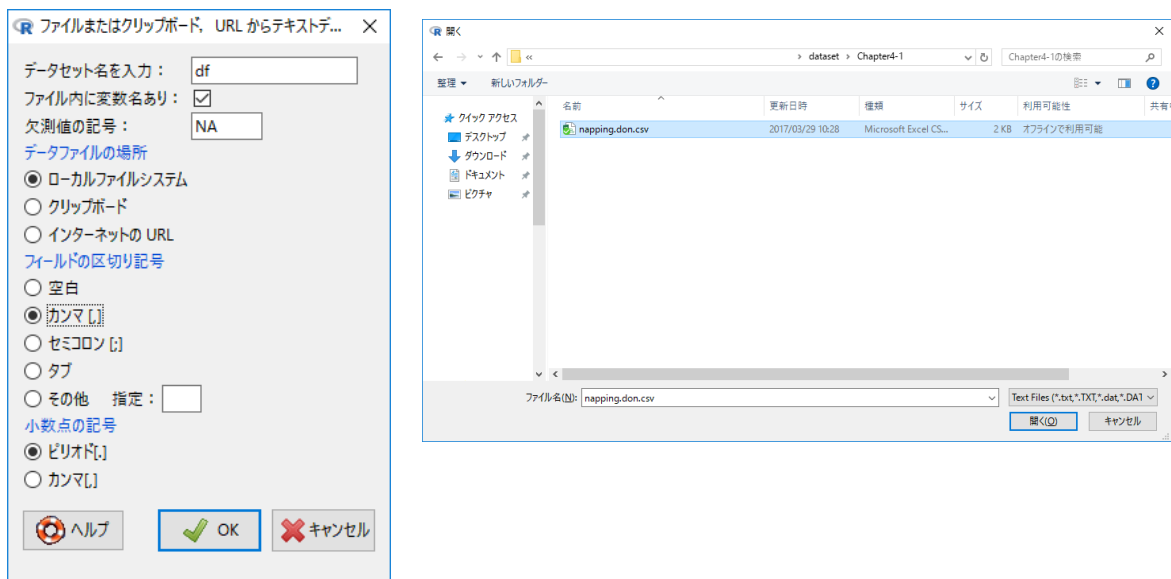 ファイルまたはクリップボード, URL からテキストデ...
データセット名を入力： df
ファイル内に変数名あり：
欠測値の記号： NA
データファイルの場所
ローカルファイルシステム
クリップボード
インターネットの URL
フィールドの区切り記号
空白
カンマ [,]
セミコロン [;]
タブ
その他 指定：
小数点の記号
ピリオド[.]
カンマ[,]
ヘルプ OK キャンセル
開く
« › dataset › Chapter4-1 Chapter4-1の検索
整理 新しいフォルダー
名前 更新日時 種類 サイズ 利用可能性 共有
クイック アクセス
デスクトップ
ダウンロード
ドキュメント
ピクチャ
napping.don.csv 2017/03/29 10:28 Microsoft Excel CS... 2 KB オフラインで利用可能
ファイル名(N): napping.don.csv Text Files (*.txt,*.TXT,*.dat,*.DAT
開く(O) キャンセル